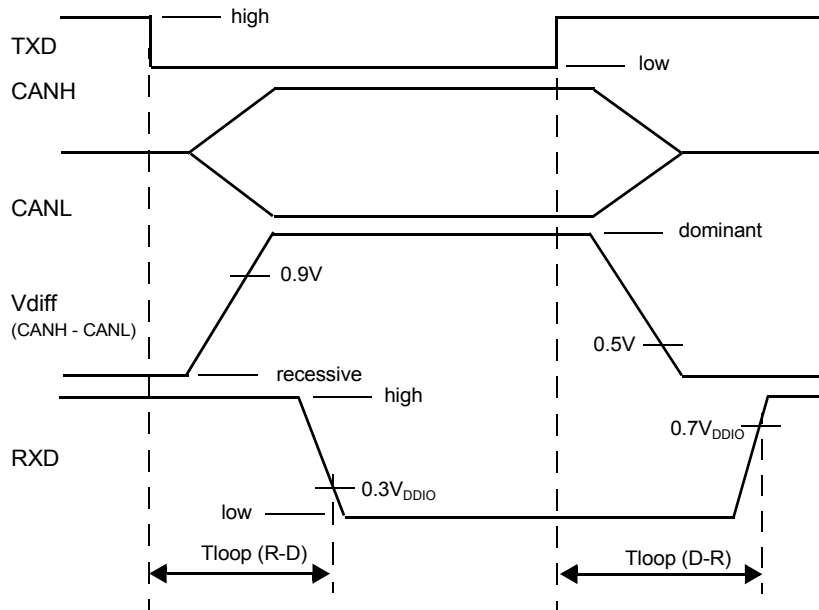 high
TXD
low
CANH
CANL
dominant
0.9V
Vdiff
(CANH - CANL)
0.5V
recessive
high
0.7VDDIO
RXD
0.3VDDIO
low
Tloop (R-D)
Tloop (D-R)